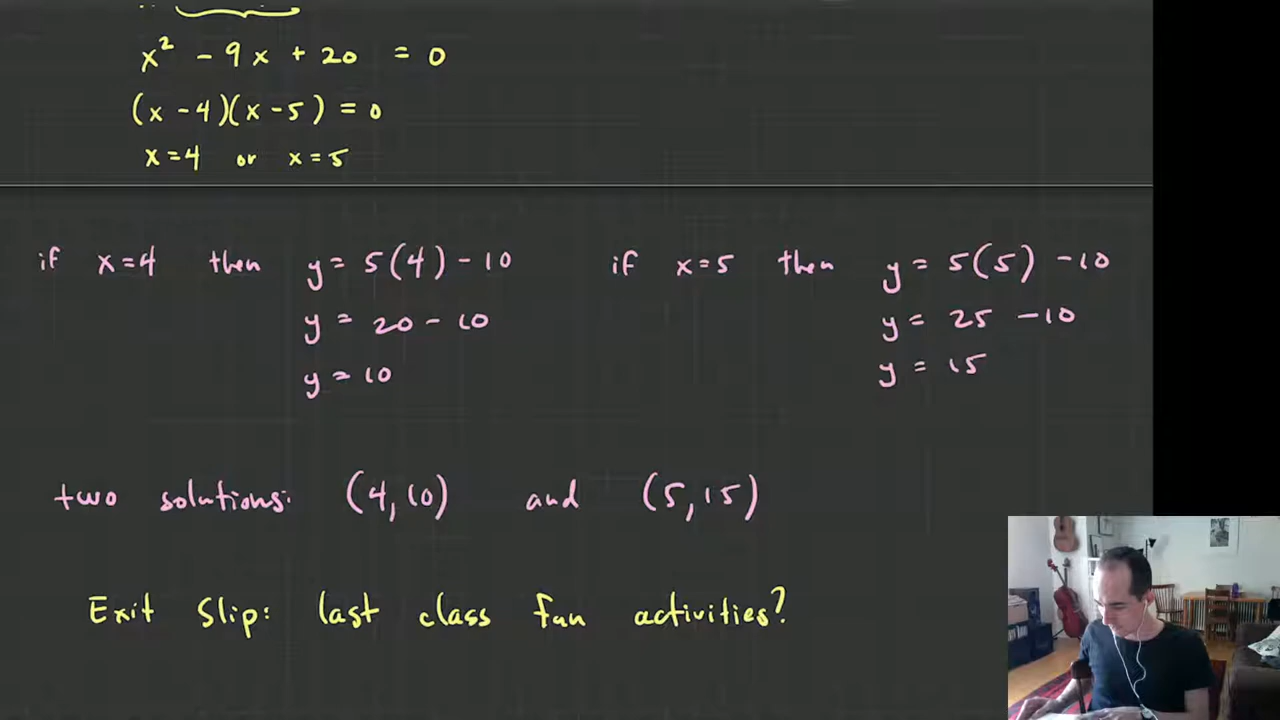 x² - 9x + 20 = 0
(x - 4)(x - 5) = 0
x = 4 or x = 5
if x = 4 then y = 5(4) - 10
y = 20 - 10
y = 10
if x = 5 then y = 5(5) - 10
y = 25 - 10
y = 15
two solutions: (4, 10) and (5, 15)
Exit Slip: last class fun activities?